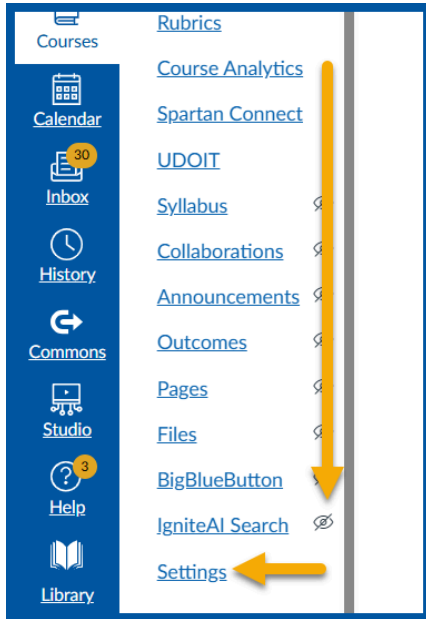 Courses
Calendar
30
Inbox
History
Commons
Studio
3
Help
Library
Rubrics
Course Analytics
Spartan Connect
UDOIT
Syllabus
Collaborations
Announcements
Outcomes
Pages
Files
BigBlueButton
IgniteAI Search
Settings